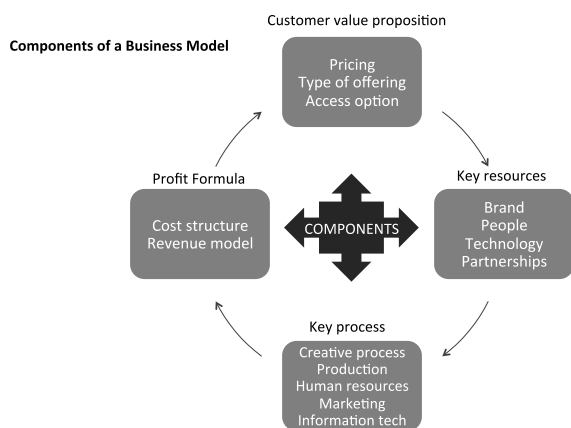 Customer value proposition
Components of a Business Model
Pricing
Type of offering
Access option
Profit Formula
Cost structure
Revenue model
COMPONENTS
Key resources
Brand
People
Technology
Partnerships
Key process
Creative process
Production
Human resources
Marketing
Information tech